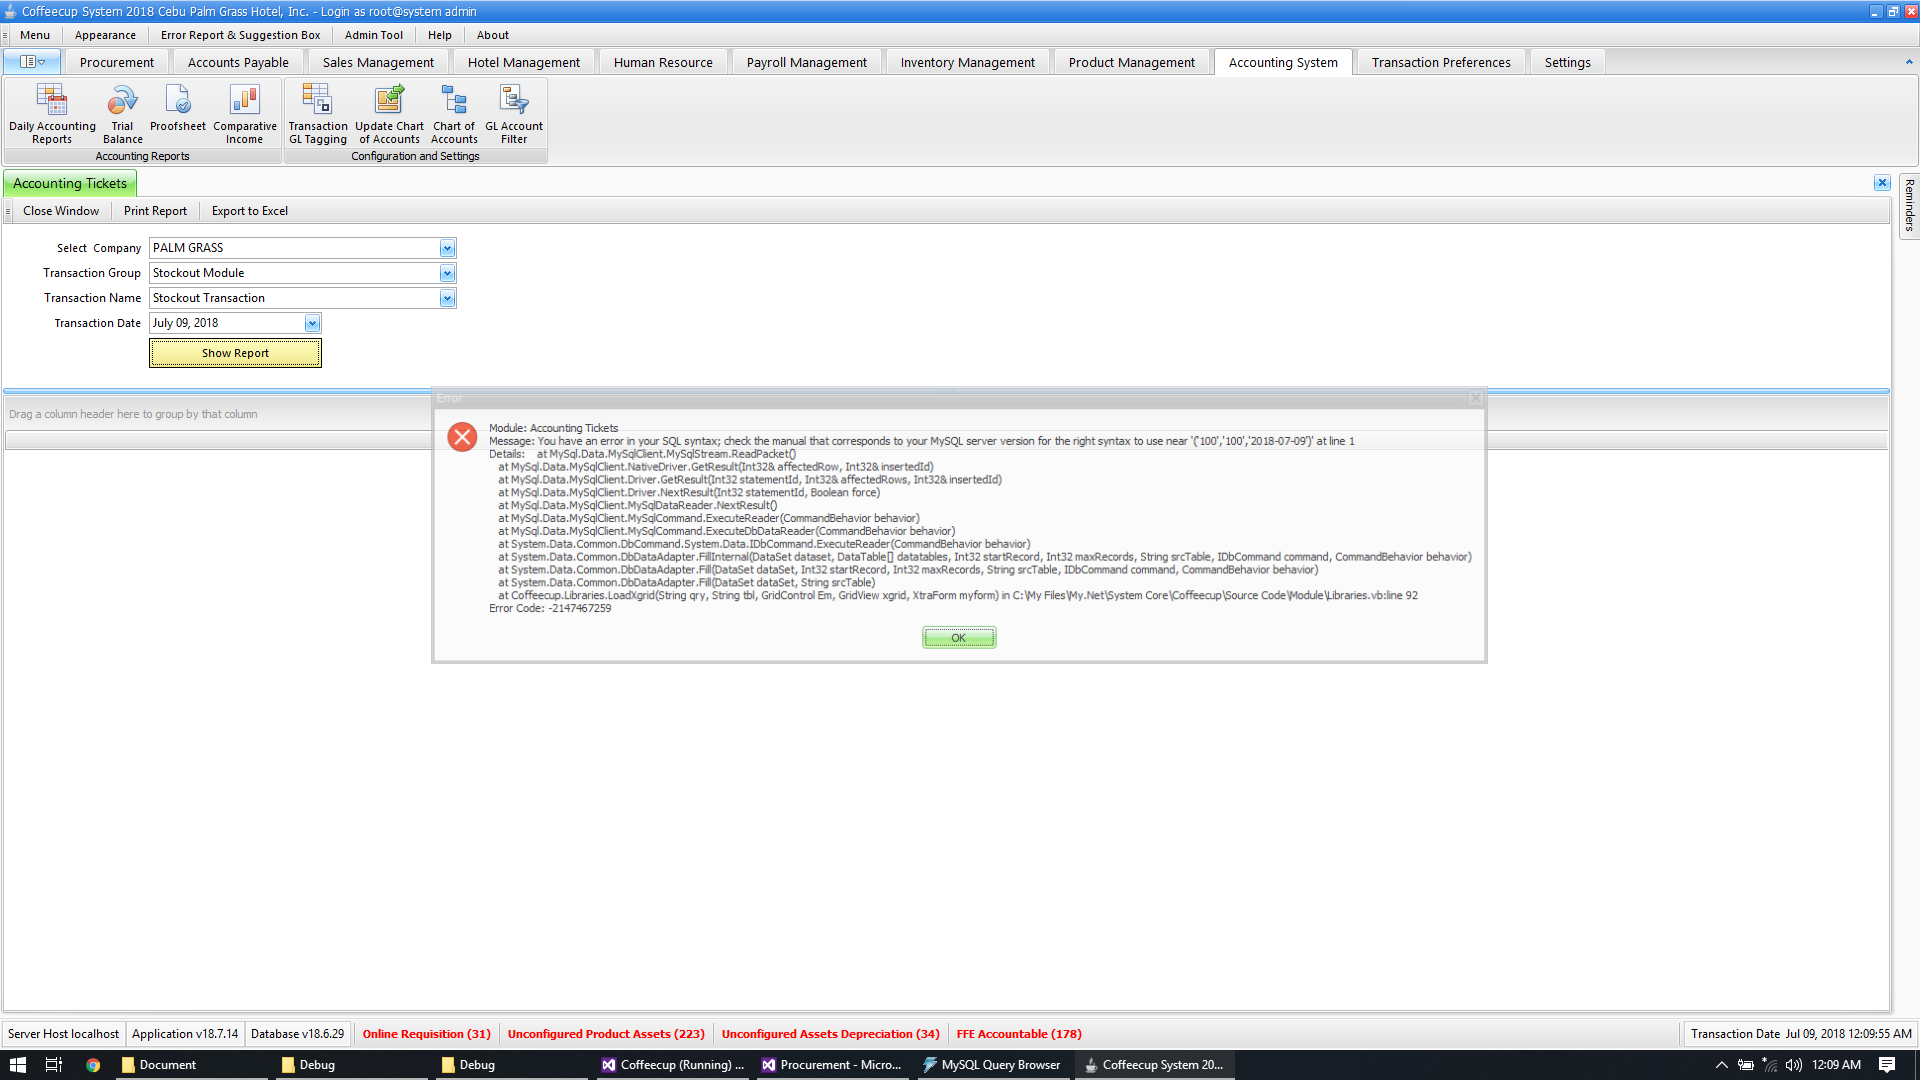 Coffeecup System 2018 Cebu Palm Grass Hotel, Inc. - Login as root@system admin
Menu Appearance Error Report & Suggestion Box Admin Tool Help About
Procurement Accounts Payable Sales Management Hotel Management Human Resource Payroll Management Inventory Management Product Management Accounting System Transaction Preferences Settings
Daily Accounting Reports Trial Balance Proofsheet Comparative Income Transaction GL Tagging Update Chart of Accounts Chart of Accounts GL Account Filter
Accounting Reports Configuration and Settings
Accounting Tickets
Reminders
Close Window Print Report Export to Excel
Select Company PALM GRASS
Transaction Group Stockout Module
Transaction Name Stockout Transaction
Transaction Date July 09, 2018
Show Report
Drag a column header here to group by that column
Error
Module: Accounting Tickets
Message: You have an error in your SQL syntax; check the manual that corresponds to your MySQL server version for the right syntax to use near '('100','100','2018-07-09')' at line 1
Details: at MySql.Data.MySqlClient.MySqlStream.ReadPacket()
at MySql.Data.MySqlClient.NativeDriver.GetResult(Int32& affectedRow, Int32& insertedId)
at MySql.Data.MySqlClient.Driver.GetResult(Int32 statementId, Int32& affectedRows, Int32& insertedId)
at MySql.Data.MySqlClient.Driver.NextResult(Int32 statementId, Boolean force)
at MySql.Data.MySqlClient.MySqlDataReader.NextResult()
at MySql.Data.MySqlClient.MySqlCommand.ExecuteReader(CommandBehavior behavior)
at MySql.Data.MySqlClient.MySqlCommand.ExecuteDbDataReader(CommandBehavior behavior)
at System.Data.Common.DbCommand.System.Data.IDbCommand.ExecuteReader(CommandBehavior behavior)
at System.Data.Common.DbDataAdapter.FillInternal(DataSet dataset, DataTable[] datatables, Int32 startRecord, Int32 maxRecords, String srcTable, IDbCommand command, CommandBehavior behavior)
at System.Data.Common.DbDataAdapter.Fill(DataSet dataSet, Int32 startRecord, Int32 maxRecords, String srcTable, IDbCommand command, CommandBehavior behavior)
at System.Data.Common.DbDataAdapter.Fill(DataSet dataSet, String srcTable)
at Coffeecup.Libraries.LoadXgrid(String qry, String tbl, GridControl Em, GridView xgrid, XtraForm myform) in C:\My Files\My.Net\System Core\Coffeecup\Source Code\Module\Libraries.vb:line 92
Error Code: -2147467259
OK
Server Host localhost Application v18.7.14 Database v18.6.29 Online Requisition (31) Unconfigured Product Assets (223) Unconfigured Assets Depreciation (34) FFE Accountable (178) Transaction Date Jul 09, 2018 12:09:55 AM
Document Debug Debug Coffeecup (Running) ... Procurement - Micro... MySQL Query Browser Coffeecup System 20... 12:09 AM